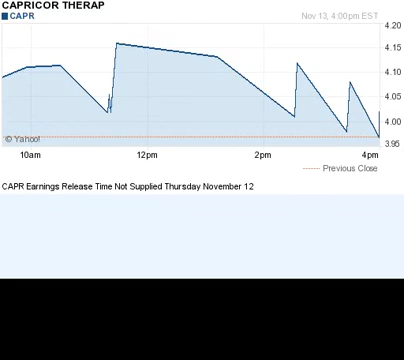 CAPRICOR THERAP
CAPR
Nov 13, 4:00pm EST
4.20
4.15
4.10
4.05
4.00
3.95
© Yahoo!
10am 12pm 2pm 4pm
Previous Close
CAPR Earnings Release Time Not Supplied Thursday November 12